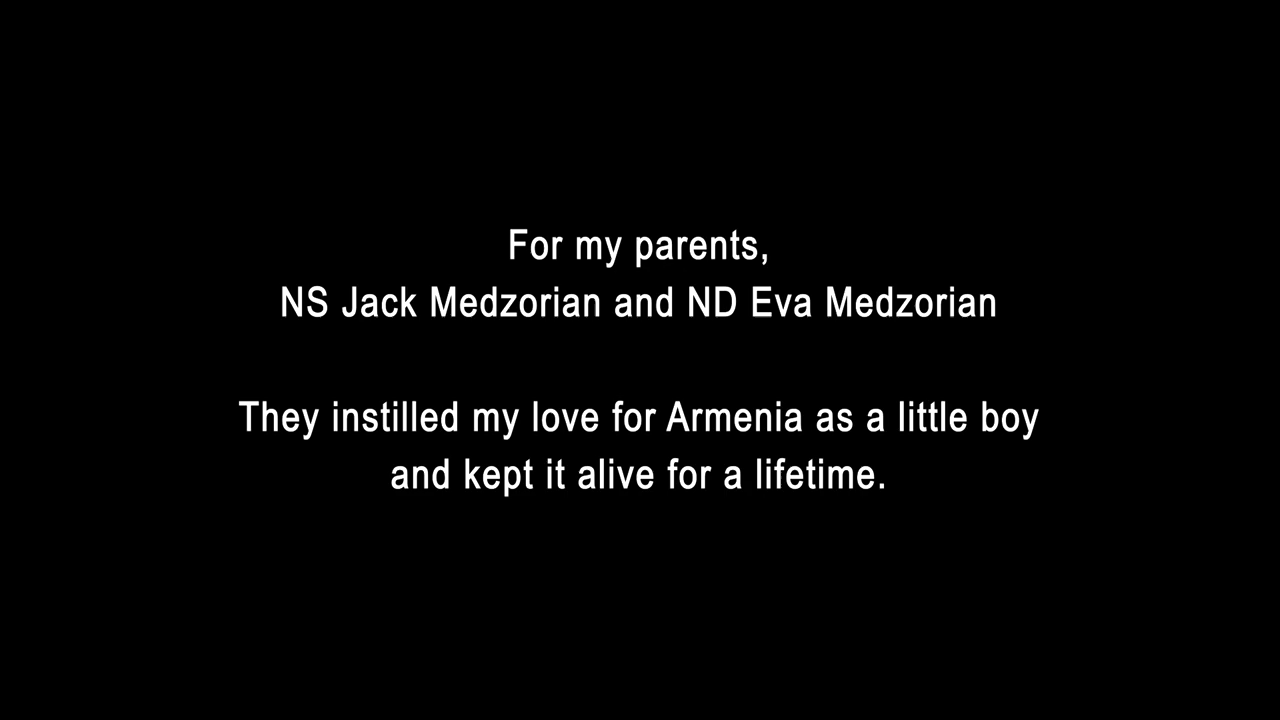 For my parents,
NS Jack Medzorian and ND Eva Medzorian
They instilled my love for Armenia as a little boy
and kept it alive for a lifetime.